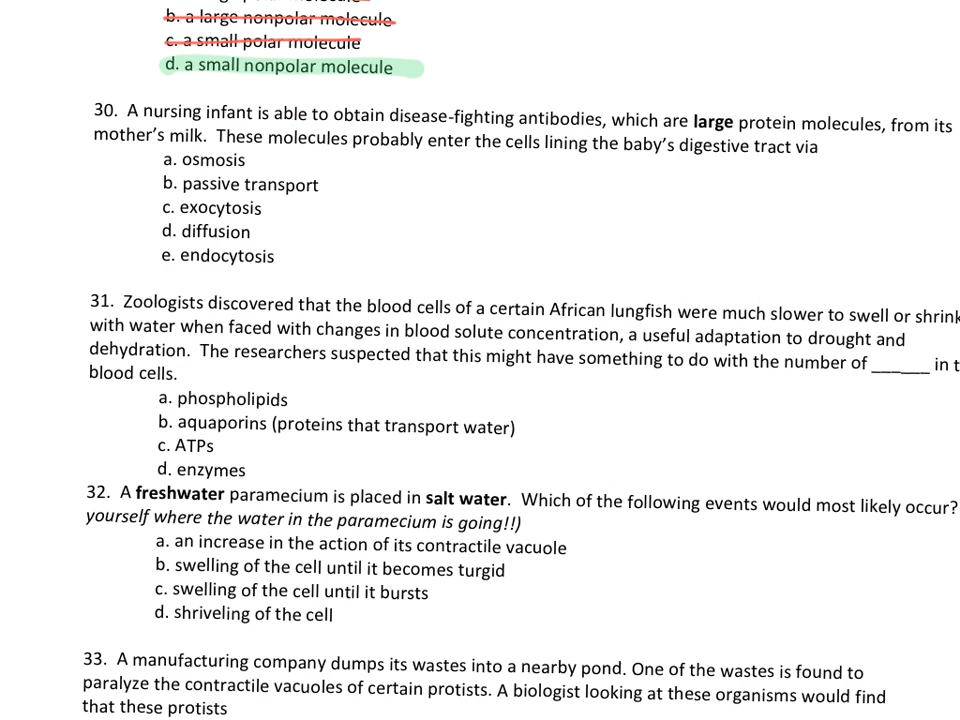 b. a large nonpolar molecule
c. a small polar molecule
d. a small nonpolar molecule
30. A nursing infant is able to obtain disease-fighting antibodies, which are large protein molecules, from its
mother's milk. These molecules probably enter the cells lining the baby's digestive tract via
a. osmosis
b. passive transport
c. exocytosis
d. diffusion
e. endocytosis
31. Zoologists discovered that the blood cells of a certain African lungfish were much slower to swell or shrink
with water when faced with changes in blood solute concentration, a useful adaptation to drought and
dehydration. The researchers suspected that this might have something to do with the number of ______ in t
blood cells.
a. phospholipids
b. aquaporins (proteins that transport water)
c. ATPs
d. enzymes
32. A freshwater paramecium is placed in salt water. Which of the following events would most likely occur?
yourself where the water in the paramecium is going!!)
a. an increase in the action of its contractile vacuole
b. swelling of the cell until it becomes turgid
c. swelling of the cell until it bursts
d. shriveling of the cell
33. A manufacturing company dumps its wastes into a nearby pond. One of the wastes is found to
paralyze the contractile vacuoles of certain protists. A biologist looking at these organisms would find
that these protists